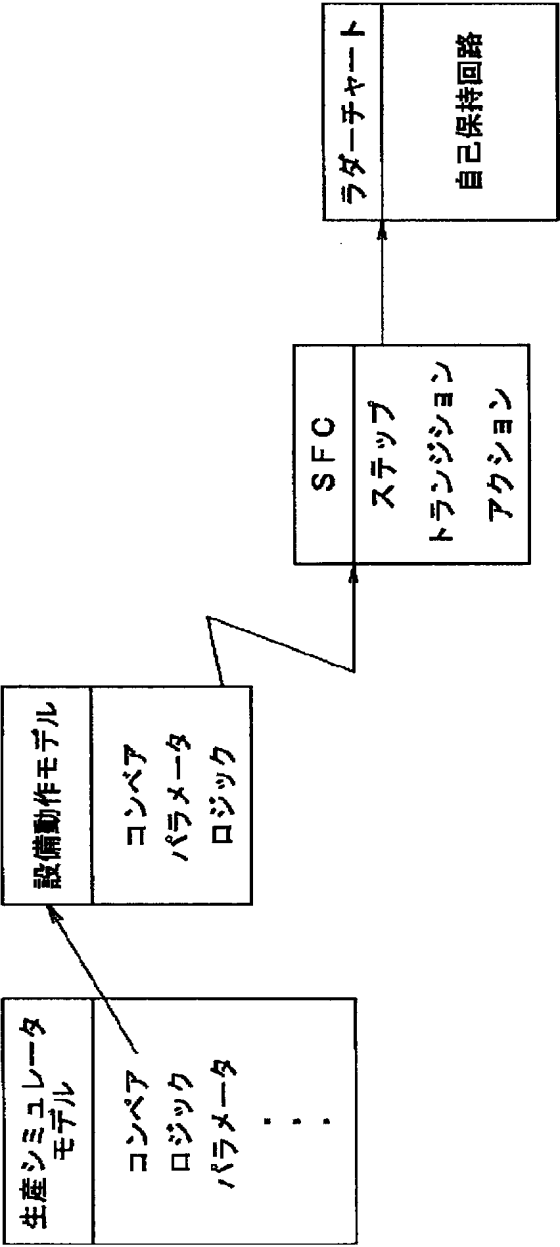 生産シミュレータ
モデル
コンベア
ロジック
パラメータ
設備動作モデル
コンベア
パラメータ
ロジック
SFC
ステップ
トランジション
アクション
ラダーチャート
自己保持回路